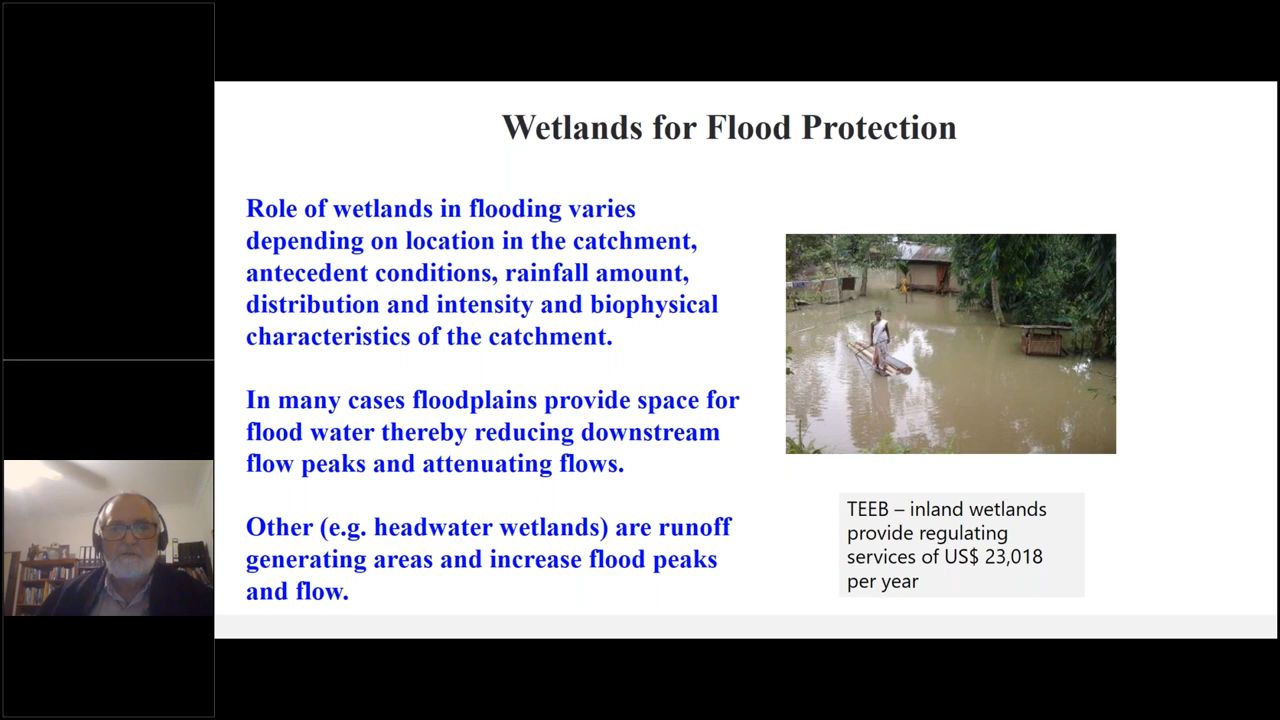 Wetlands for Flood Protection
Role of wetlands in flooding varies
depending on location in the catchment,
antecedent conditions, rainfall amount,
distribution and intensity and biophysical
characteristics of the catchment.
In many cases floodplains provide space for
flood water thereby reducing downstream
flow peaks and attenuating flows.
Other (e.g. headwater wetlands) are runoff
generating areas and increase flood peaks
and flow.
TEEB – inland wetlands
provide regulating
services of US$ 23,018
per year